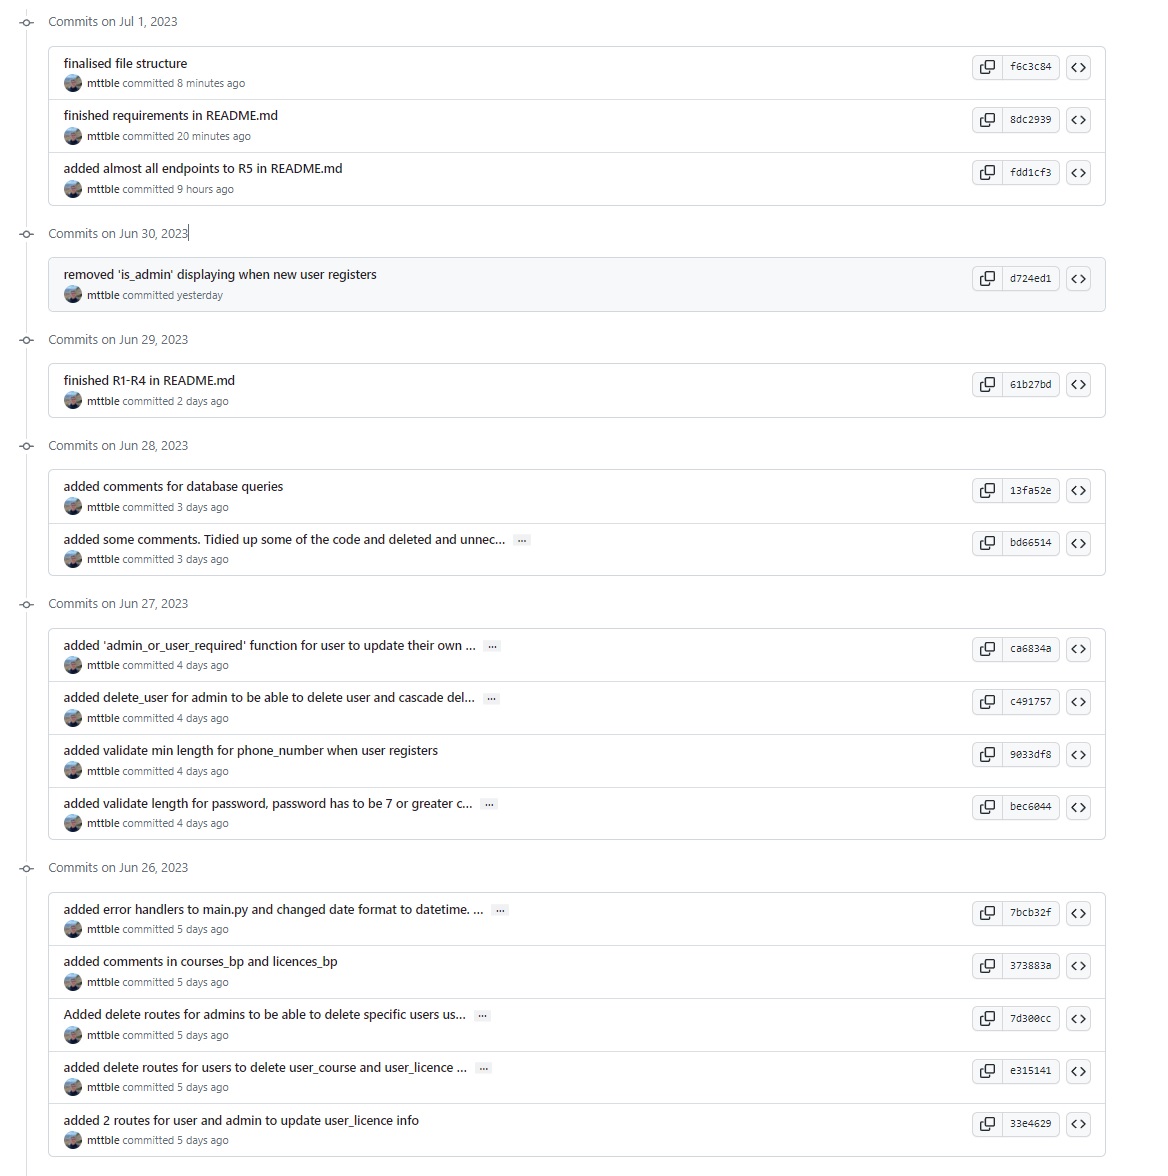 Commits on Jul 1, 2023
finalised file structure
f6c3c84
mttble committed 8 minutes ago
finished requirements in README.md
8dc2939
mttble committed 20 minutes ago
added almost all endpoints to R5 in README.md
fdd1cf3
mttble committed 9 hours ago
Commits on Jun 30, 2023
removed 'is_admin' displaying when new user registers
d724ed1
mttble committed yesterday
Commits on Jun 29, 2023
finished R1-R4 in README.md
61b27bd
mttble committed 2 days ago
Commits on Jun 28, 2023
added comments for database queries
13fa52e
mttble committed 3 days ago
added some comments. Tidied up some of the code and deleted and unnec... ...
bd66514
mttble committed 3 days ago
Commits on Jun 27, 2023
added 'admin_or_user_required' function for user to update their own ... ...
ca6834a
mttble committed 4 days ago
added delete_user for admin to be able to delete user and cascade del... ...
c491757
mttble committed 4 days ago
added validate min length for phone_number when user registers
9033df8
mttble committed 4 days ago
added validate length for password, password has to be 7 or greater c... ...
bec6044
mttble committed 4 days ago
Commits on Jun 26, 2023
added error handlers to main.py and changed date format to datetime. ... ...
7bcb32f
mttble committed 5 days ago
added comments in courses_bp and licences_bp
373883a
mttble committed 5 days ago
Added delete routes for admins to be able to delete specific users us... ...
7d300cc
mttble committed 5 days ago
added delete routes for users to delete user_course and user_licence ... ...
e315141
mttble committed 5 days ago
added 2 routes for user and admin to update user_licence info
33e4629
mttble committed 5 days ago